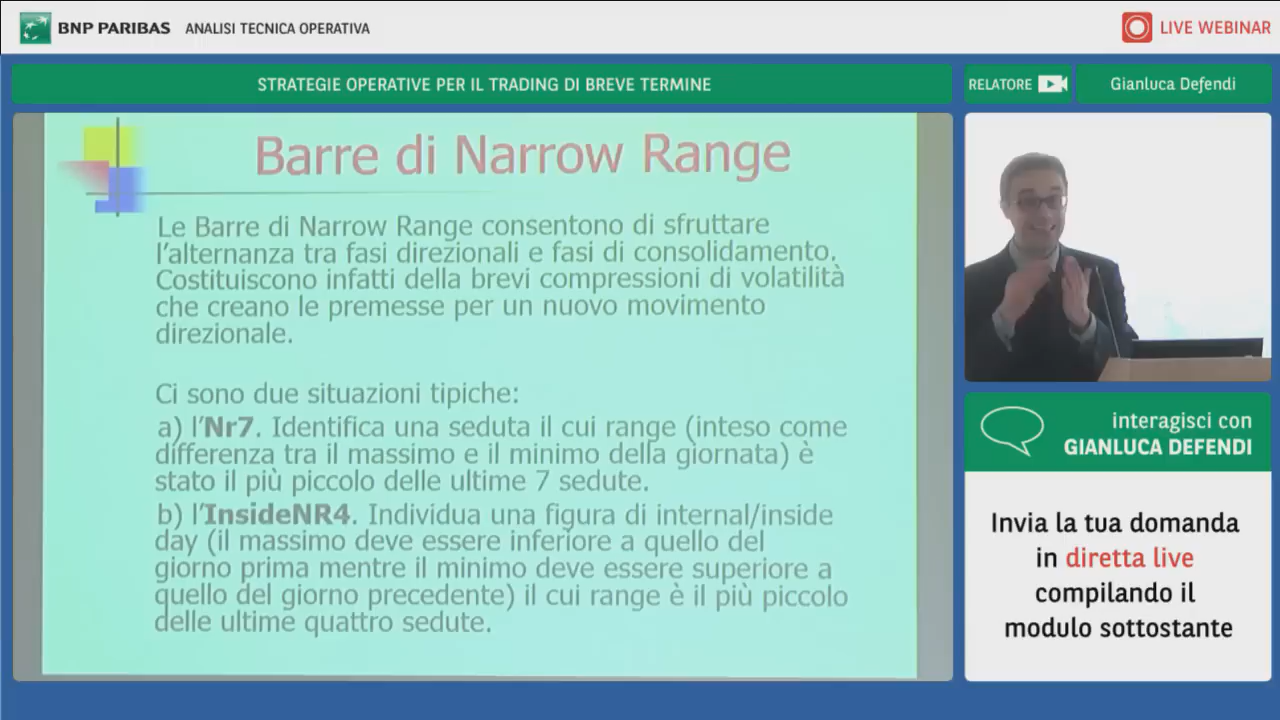 BNP PARIBAS ANALISI TECNICA OPERATIVA
LIVE WEBINAR
STRATEGIE OPERATIVE PER IL TRADING DI BREVE TERMINE
RELATORE
Gianluca Defendi
Barre di Narrow Range
Le Barre di Narrow Range consentono di sfruttare
l'alternanza tra fasi direzionali e fasi di consolidamento.
Costituiscono infatti della brevi compressioni di volatilità
che creano le premesse per un nuovo movimento
direzionale.
Ci sono due situazioni tipiche:
a) l'Nr7. Identifica una seduta il cui range (inteso come
differenza tra il massimo e il minimo della giornata) è
stato il più piccolo delle ultime 7 sedute.
b) l'InsideNR4. Individua una figura di internal/inside
day (il massimo deve essere inferiore a quello del
giorno prima mentre il minimo deve essere superiore a
quello del giorno precedente) il cui range è il più piccolo
delle ultime quattro sedute.
interagisci con
GIANLUCA DEFENDI
Invia la tua domanda
in diretta live
compilando il
modulo sottostante